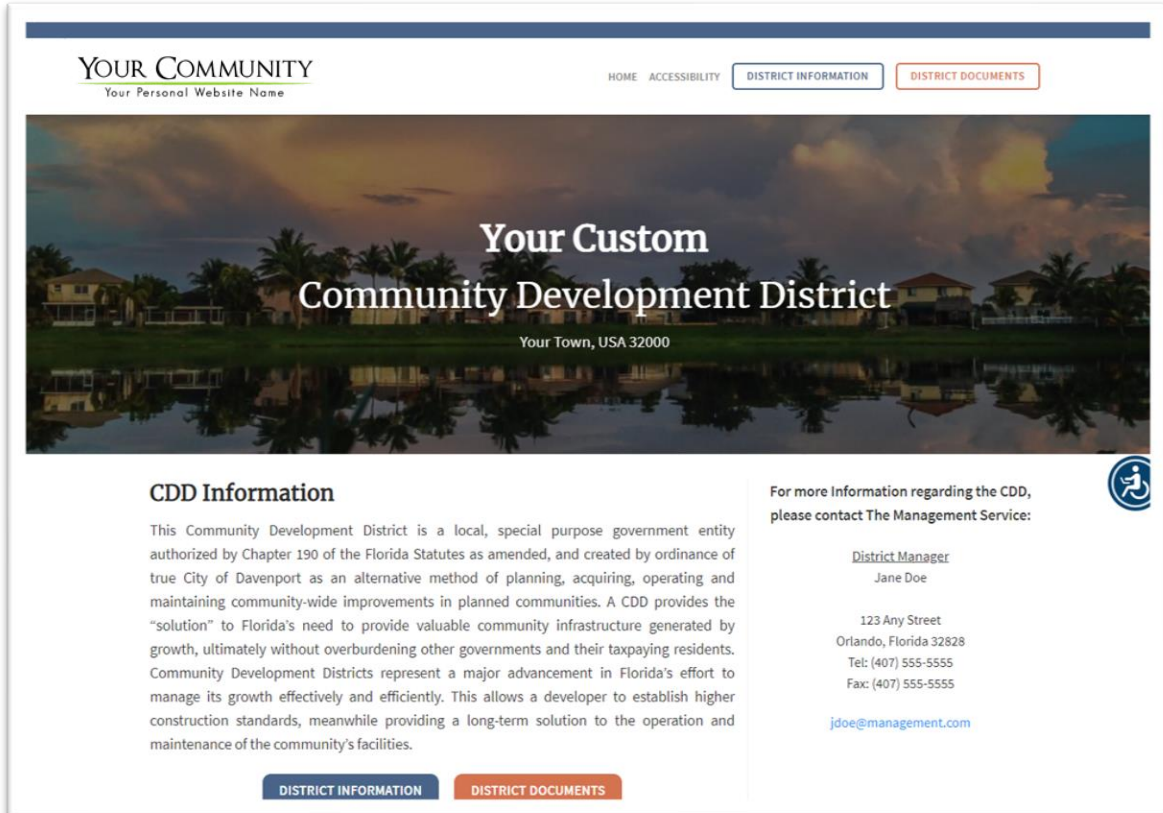 YOUR COMMUNITY
Your Personal Website Name
HOME ACCESSIBILITY DISTRICT INFORMATION DISTRICT DOCUMENTS
Your Custom
Community Development District
Your Town, USA 32000
CDD Information
This Community Development District is a local, special purpose government entity
authorized by Chapter 190 of the Florida Statutes as amended, and created by ordinance of
true City of Davenport as an alternative method of planning, acquiring, operating and
maintaining community-wide improvements in planned communities. A CDD provides the
“solution” to Florida’s need to provide valuable community infrastructure generated by
growth, ultimately without overburdening other governments and their taxpaying residents.
Community Development Districts represent a major advancement in Florida’s effort to
manage its growth effectively and efficiently. This allows a developer to establish higher
construction standards, meanwhile providing a long-term solution to the operation and
maintenance of the community’s facilities.
DISTRICT INFORMATION DISTRICT DOCUMENTS
For more Information regarding the CDD,
please contact The Management Service:
District Manager
Jane Doe
123 Any Street
Orlando, Florida 32828
Tel: (407) 555-5555
Fax: (407) 555-5555
jdoe@management.com